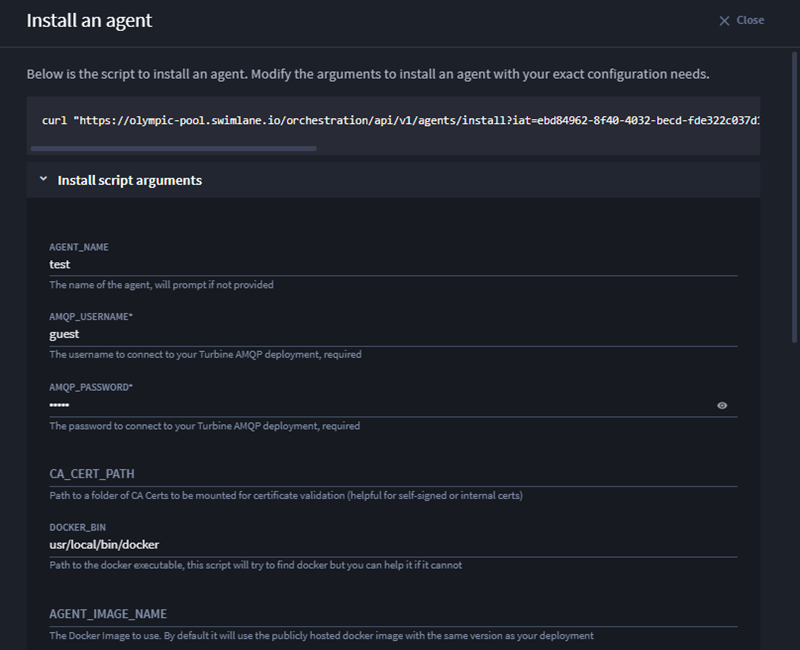 Install an agent
Close
Below is the script to install an agent. Modify the arguments to install an agent with your exact configuration needs.
curl "https://olympic-pool.swimlane.io/orchestration/api/v1/agents/install?iat=ebd84962-8f40-4032-becd-fde322c037d1
Install script arguments
AGENT_NAME
test
The name of the agent, will prompt if not provided
AMQP_USERNAME*
guest
The username to connect to your Turbine AMQP deployment, required
AMQP_PASSWORD*
•••••
The password to connect to your Turbine AMQP deployment, required
CA_CERT_PATH
Path to a folder of CA Certs to be mounted for certificate validation (helpful for self-signed or internal certs)
DOCKER_BIN
usr/local/bin/docker
Path to the docker executable, this script will try to find docker but you can help it if it cannot
AGENT_IMAGE_NAME
The Docker Image to use. By default it will use the publicly hosted docker image with the same version as your deployment